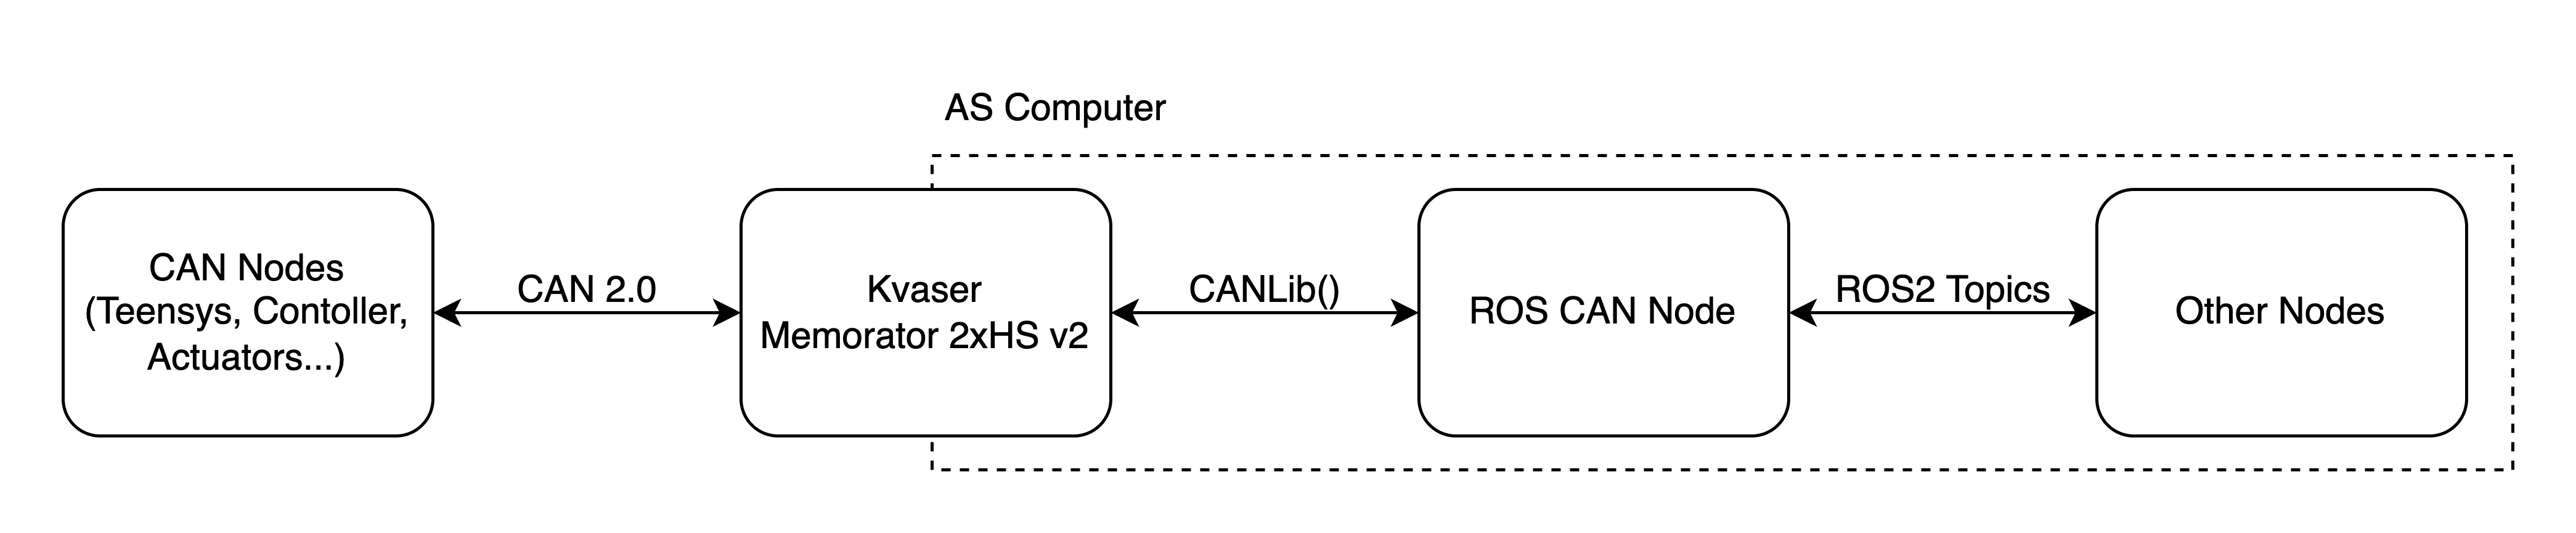 AS Computer
CAN Nodes
(Teensys, Contoller,
Actuators...)
CAN 2.0
Kvaser
Memorator 2xHS v2
CANLib()
ROS CAN Node
ROS2 Topics
Other Nodes